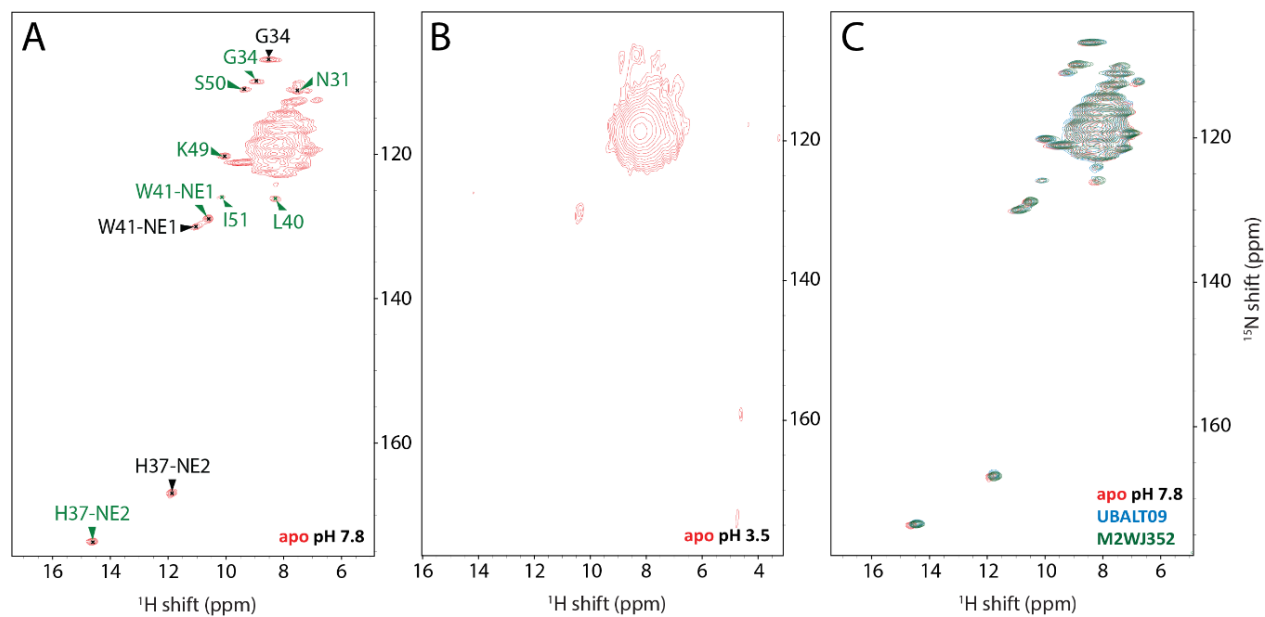 A
G34
G34
S50
N31
K49
W41-NE1
I51
L40
W41-NE1
H37-NE2
H37-NE2
apo pH 7.8
120
140
160
16 14 12 10 8 6
¹H shift (ppm)
B
apo pH 3.5
120
140
160
16 14 12 10 8 6 4
¹H shift (ppm)
C
apo pH 7.8
UBALT09
M2WJ352
120
140
160
16 14 12 10 8 6
¹H shift (ppm)
¹⁵N shift (ppm)